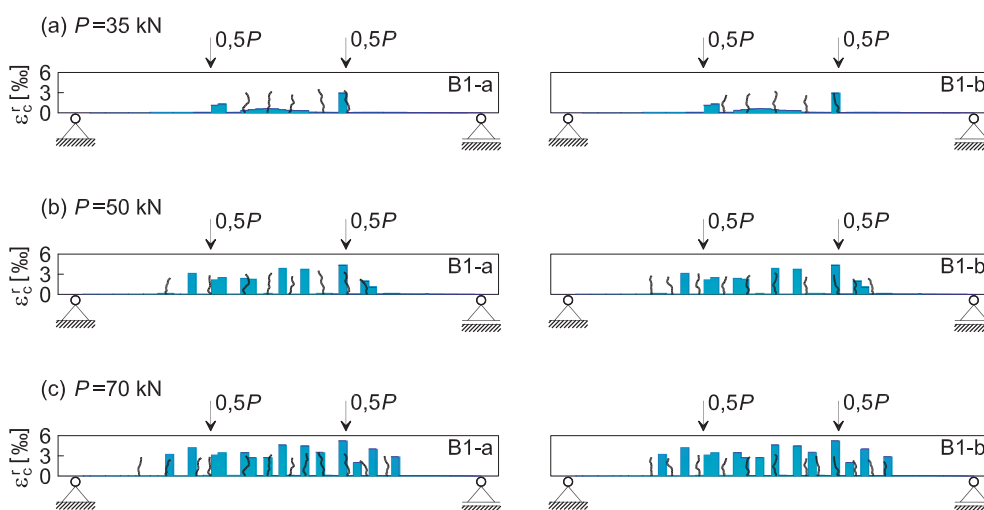 (a) P=35 kN
0,5P 0,5P 0,5P 0,5P
εcʳ [‰] 6 3 0 B1-a B1-b
(b) P=50 kN
0,5P 0,5P 0,5P 0,5P
εcʳ [‰] 6 3 0 B1-a B1-b
(c) P=70 kN
0,5P 0,5P 0,5P 0,5P
εcʳ [‰] 6 3 0 B1-a B1-b